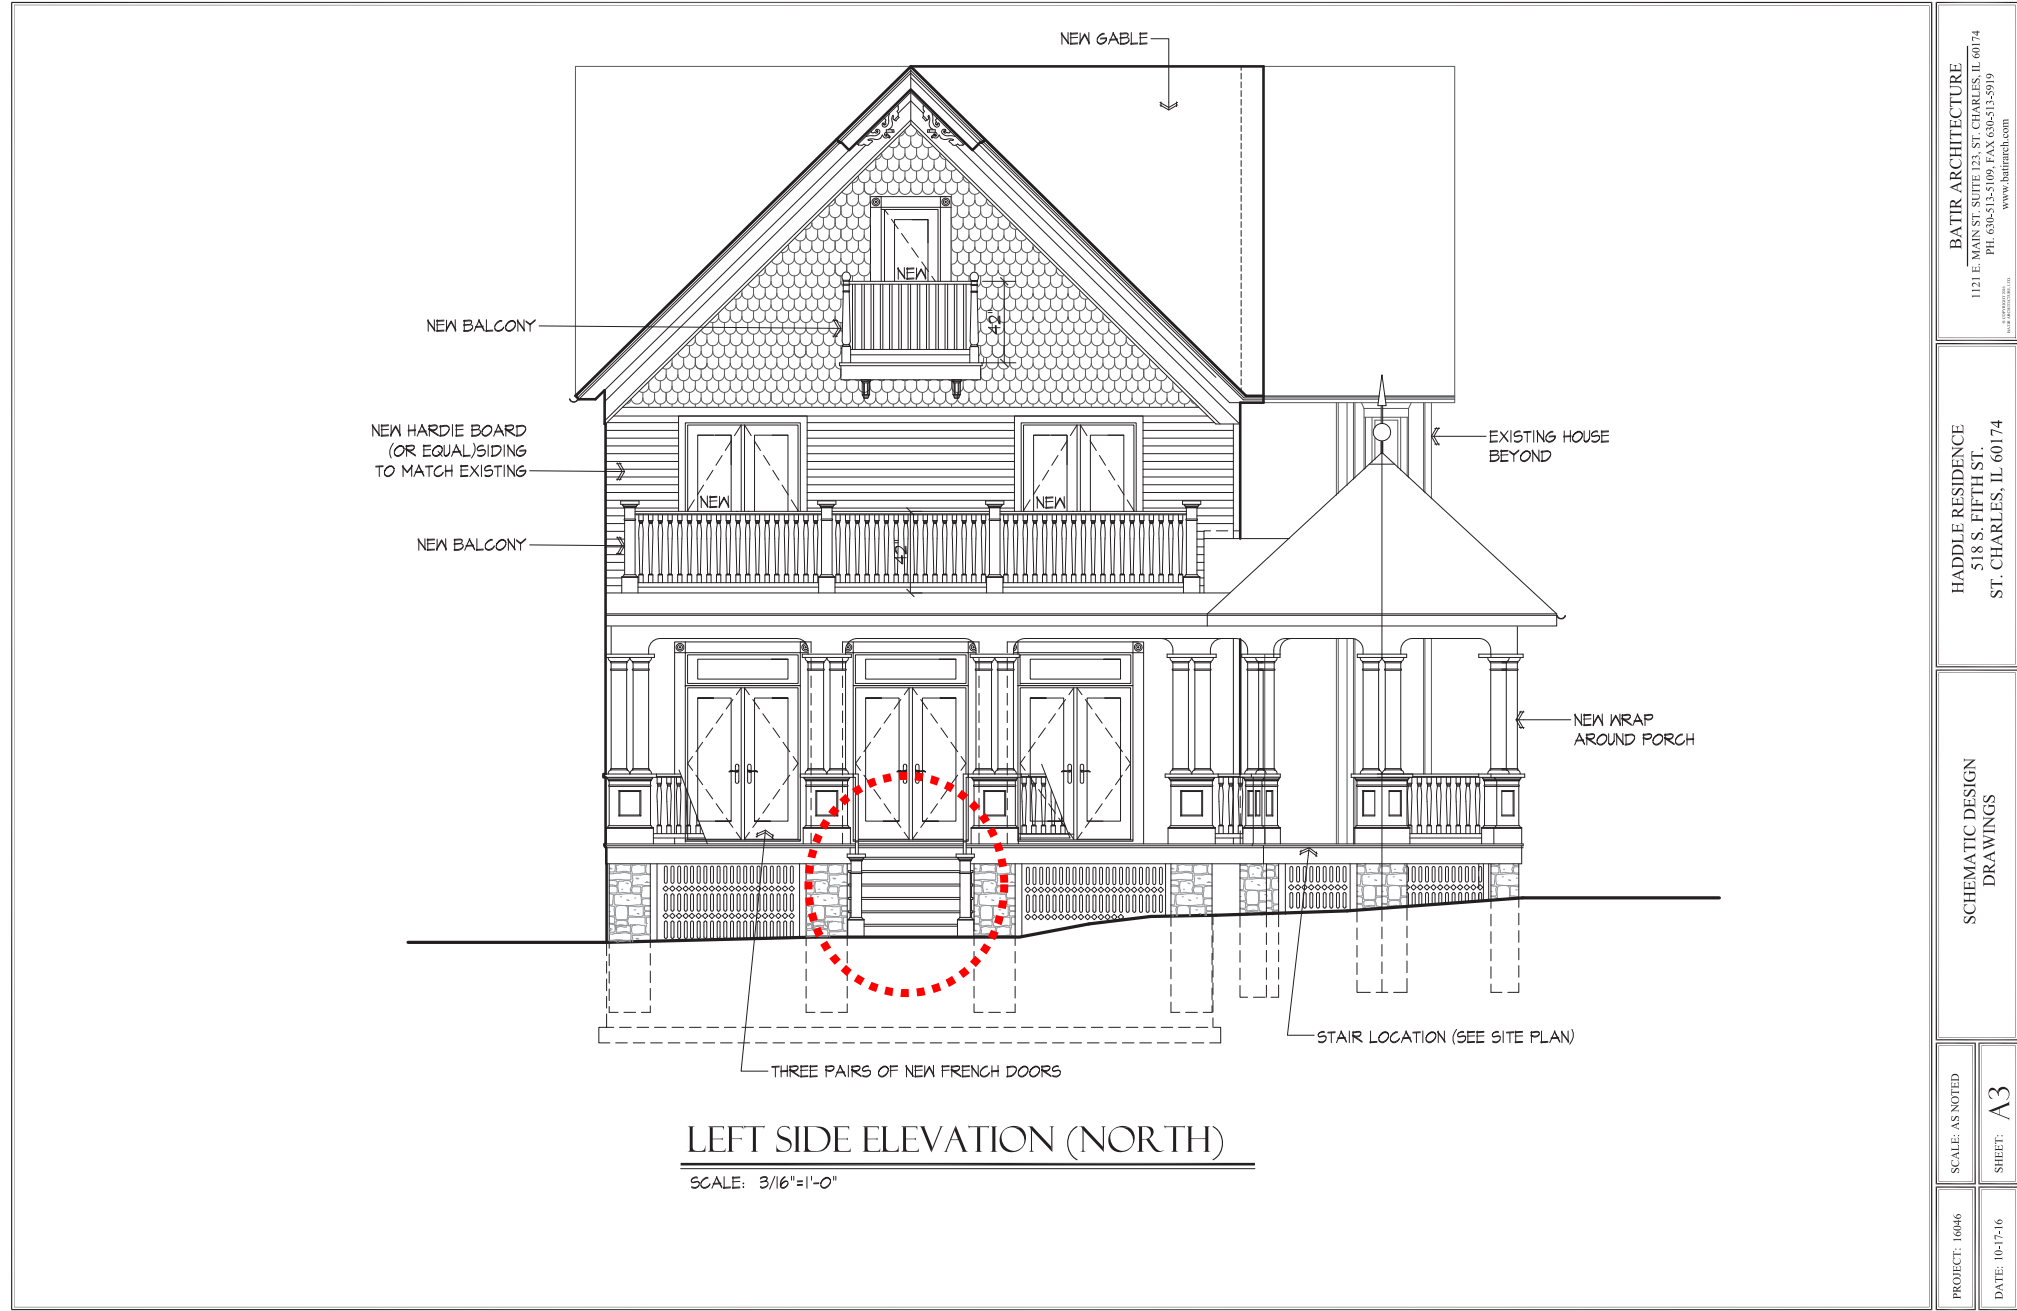 NEW GABLE
NEW
42"
NEW BALCONY
NEW HARDIE BOARD
(OR EQUAL)SIDING
TO MATCH EXISTING
EXISTING HOUSE
BEYOND
NEW
NEW
NEW BALCONY
42"
NEW WRAP
AROUND PORCH
STAIR LOCATION (SEE SITE PLAN)
THREE PAIRS OF NEW FRENCH DOORS
LEFT SIDE ELEVATION (NORTH)
SCALE: 3/16"=1'-0"
BATIR ARCHITECTURE
1121 E. MAIN ST. SUITE 123, ST. CHARLES, IL 60174
PH. 630-513-5109, FAX 630-513-5919
www.batirarch.com
HADDLE RESIDENCE
518 S. FIFTH ST.
ST. CHARLES, IL 60174
SCHEMATIC DESIGN
DRAWINGS
SCALE: AS NOTED
SHEET: A3
PROJECT: 16046
DATE: 10-17-16